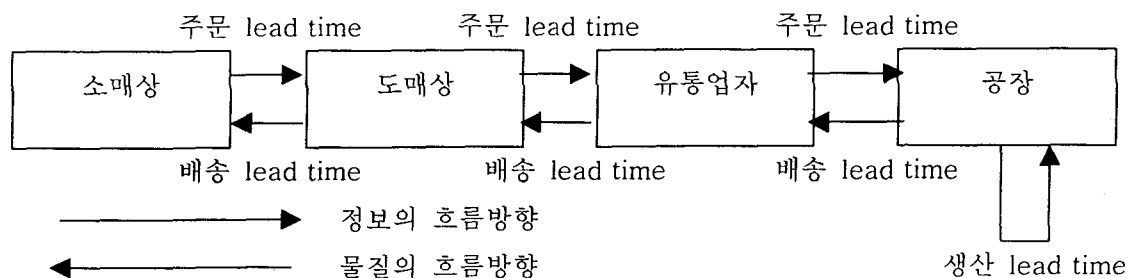 주문 lead time 주문 lead time 주문 lead time
소매상 도매상 유통업자 공장
배송 lead time 배송 lead time 배송 lead time
정보의 흐름방향
물질의 흐름방향 생산 lead time